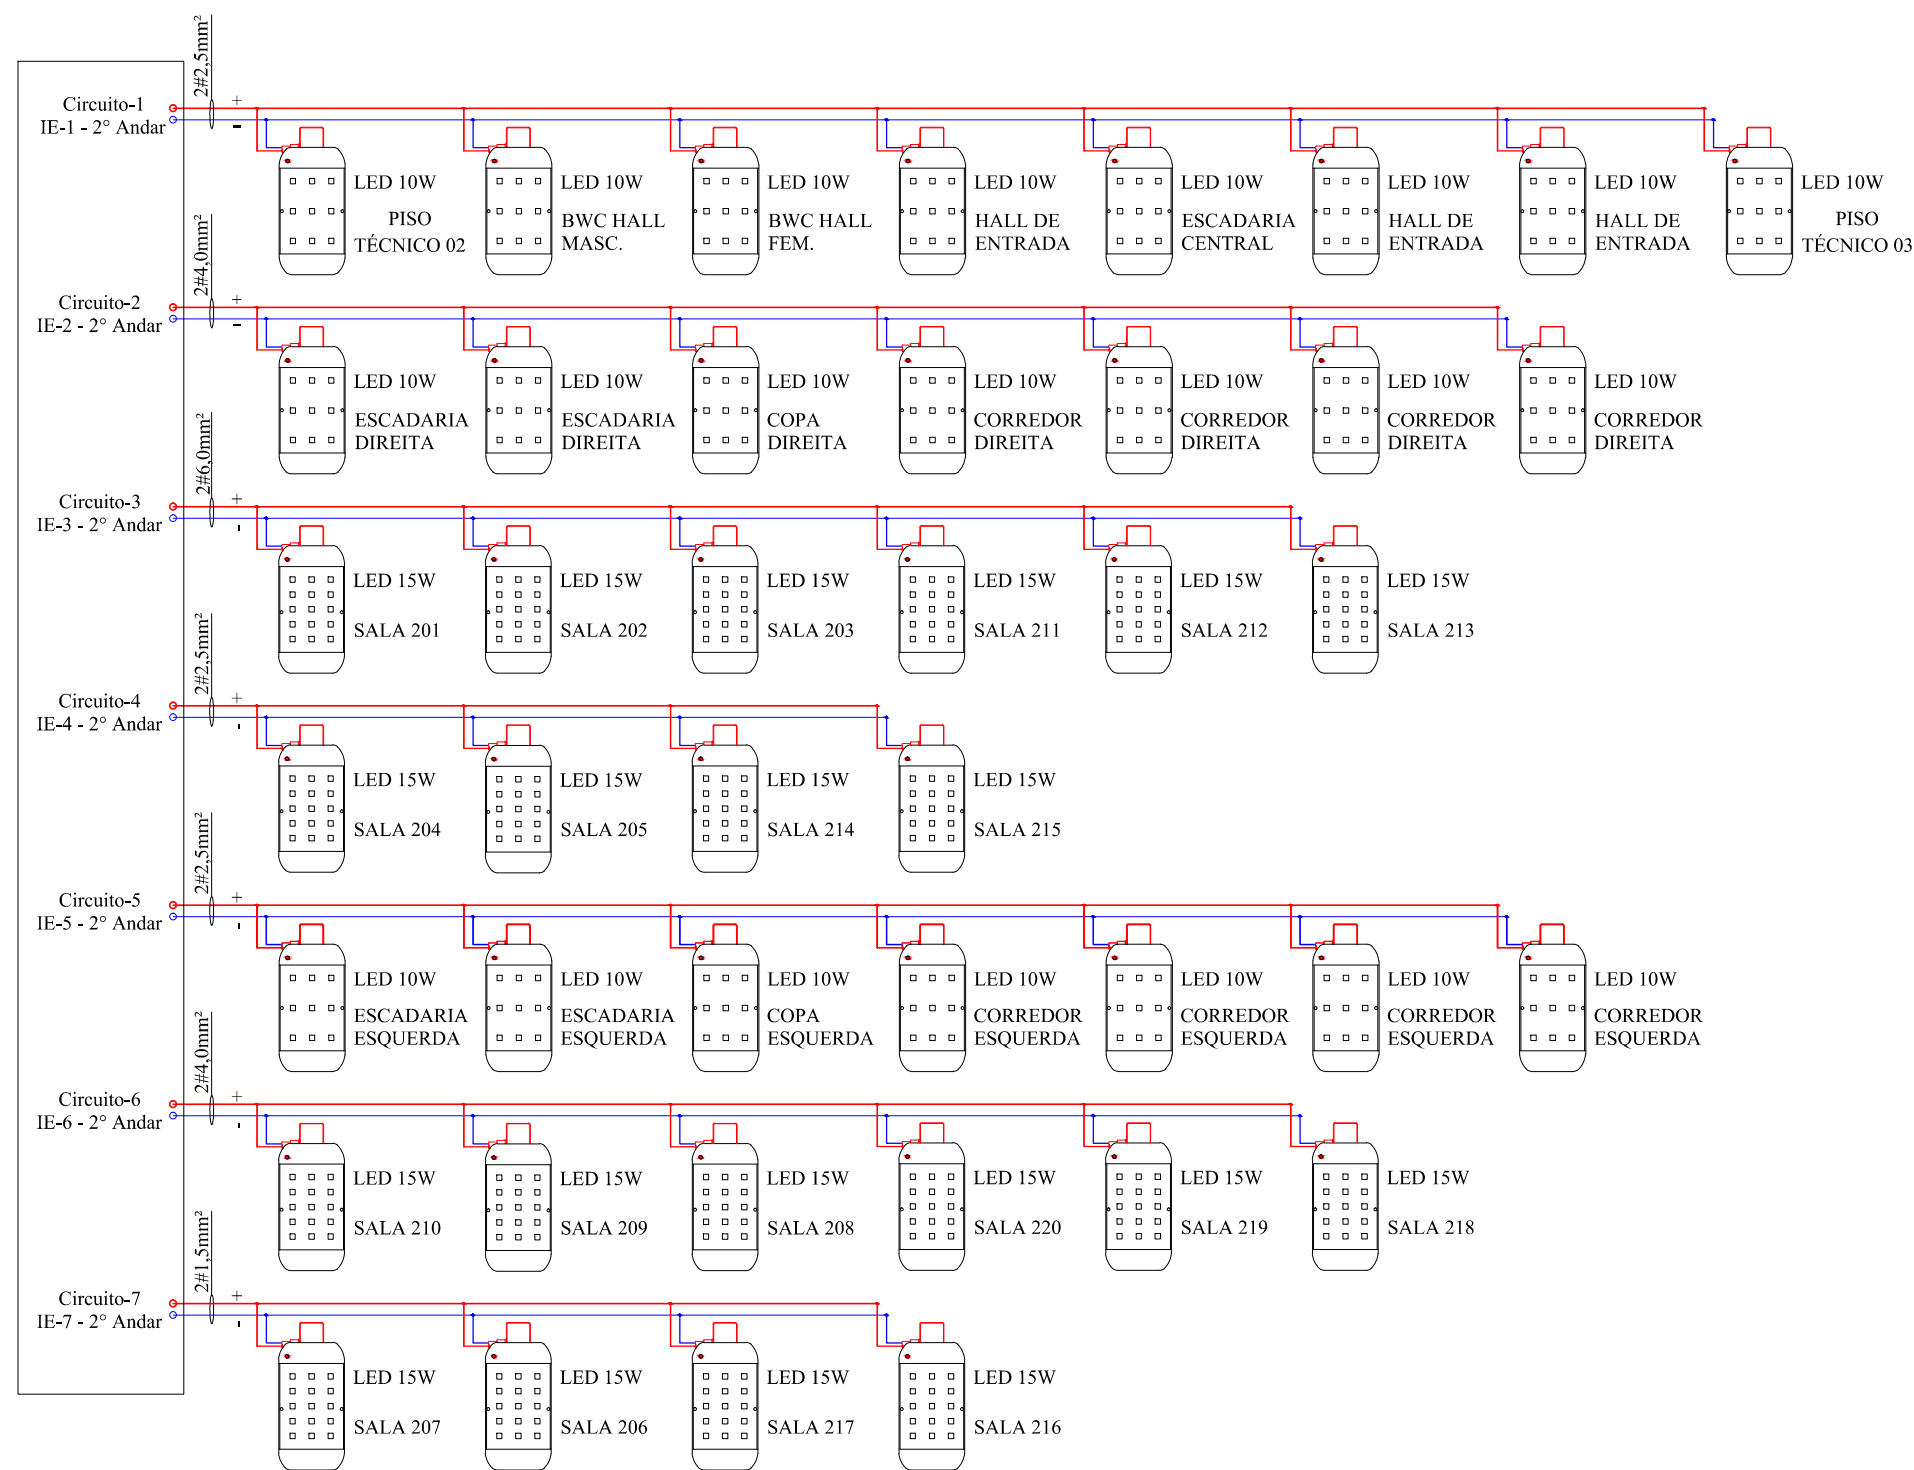 2#2,5mm²
Circuito-1
IE-1 - 2° Andar
+
-
LED 10W
PISO
TÉCNICO 02
LED 10W
BWC HALL
MASC.
LED 10W
BWC HALL
FEM.
LED 10W
HALL DE
ENTRADA
LED 10W
ESCADARIA
CENTRAL
LED 10W
HALL DE
ENTRADA
LED 10W
HALL DE
ENTRADA
LED 10W
PISO
TÉCNICO 03
2#4,0mm²
Circuito-2
IE-2 - 2° Andar
+
-
LED 10W
ESCADARIA
DIREITA
LED 10W
ESCADARIA
DIREITA
LED 10W
COPA
DIREITA
LED 10W
CORREDOR
DIREITA
LED 10W
CORREDOR
DIREITA
LED 10W
CORREDOR
DIREITA
LED 10W
CORREDOR
DIREITA
2#6,0mm²
Circuito-3
IE-3 - 2° Andar
+
-
LED 15W
SALA 201
LED 15W
SALA 202
LED 15W
SALA 203
LED 15W
SALA 211
LED 15W
SALA 212
LED 15W
SALA 213
2#2,5mm²
Circuito-4
IE-4 - 2° Andar
+
-
LED 15W
SALA 204
LED 15W
SALA 205
LED 15W
SALA 214
LED 15W
SALA 215
2#2,5mm²
Circuito-5
IE-5 - 2° Andar
+
-
LED 10W
ESCADARIA
ESQUERDA
LED 10W
ESCADARIA
ESQUERDA
LED 10W
COPA
ESQUERDA
LED 10W
CORREDOR
ESQUERDA
LED 10W
CORREDOR
ESQUERDA
LED 10W
CORREDOR
ESQUERDA
LED 10W
CORREDOR
ESQUERDA
2#4,0mm²
Circuito-6
IE-6 - 2° Andar
+
-
LED 15W
SALA 210
LED 15W
SALA 209
LED 15W
SALA 208
LED 15W
SALA 220
LED 15W
SALA 219
LED 15W
SALA 218
2#1,5mm²
Circuito-7
IE-7 - 2° Andar
+
-
LED 15W
SALA 207
LED 15W
SALA 206
LED 15W
SALA 217
LED 15W
SALA 216